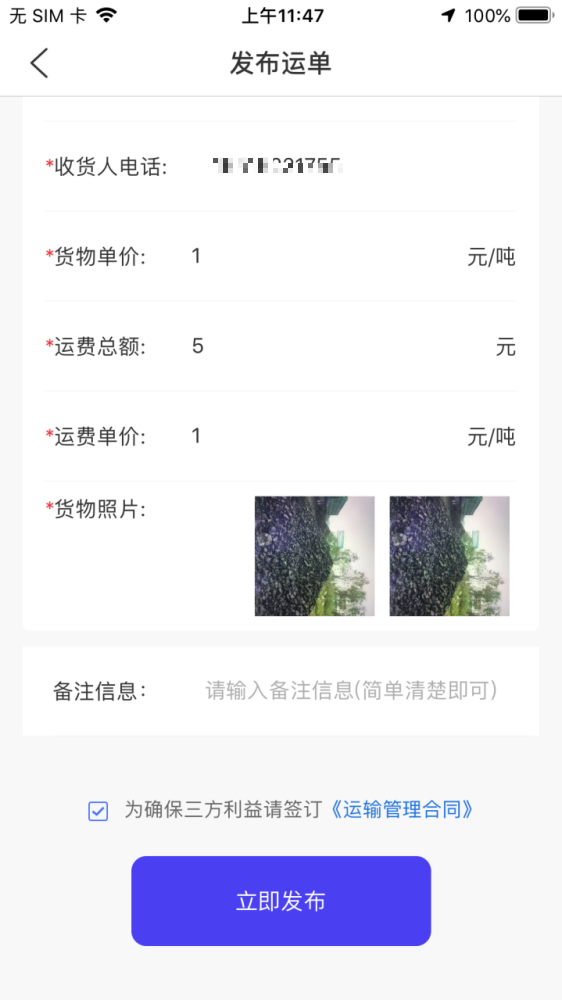 无 SIM 卡
上午11:47
100%
发布运单
*收货人电话:
*货物单价: 1 元/吨
*运费总额: 5 元
*运费单价: 1 元/吨
*货物照片:
备注信息: 请输入备注信息(简单清楚即可)
为确保三方利益请签订《运输管理合同》
立即发布